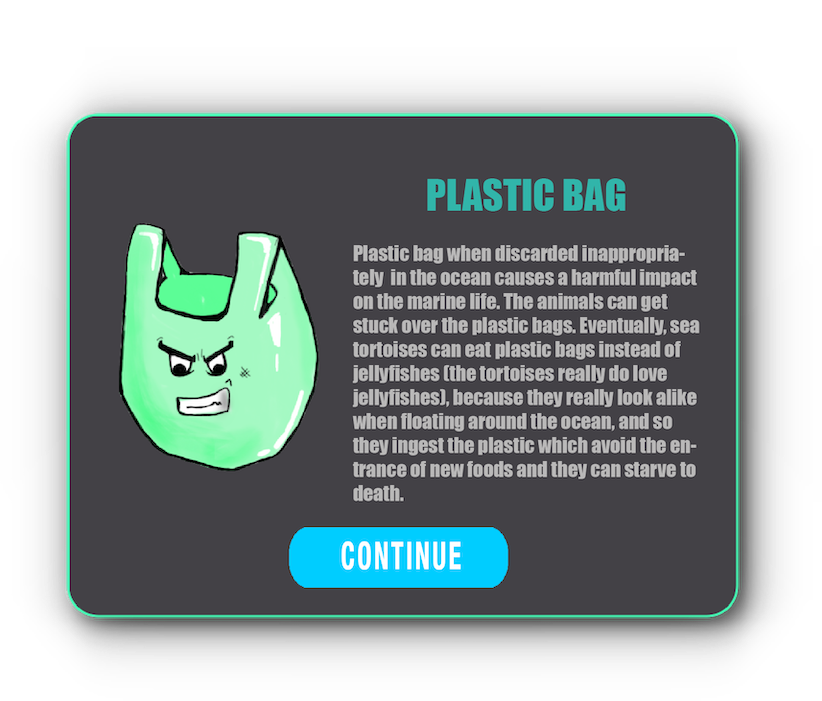 PLASTIC BAG
Plastic bag when discarded inappropria-
tely  in the ocean causes a harmful impact
on the marine life. The animals can get
stuck over the plastic bags. Eventually, sea
tortoises can eat plastic bags instead of
jellyfishes (the tortoises really do love
jellyfishes), because they really look alike
when floating around the ocean, and so
they ingest the plastic which avoid the en-
trance of new foods and they can starve to
death.
CONTINUE